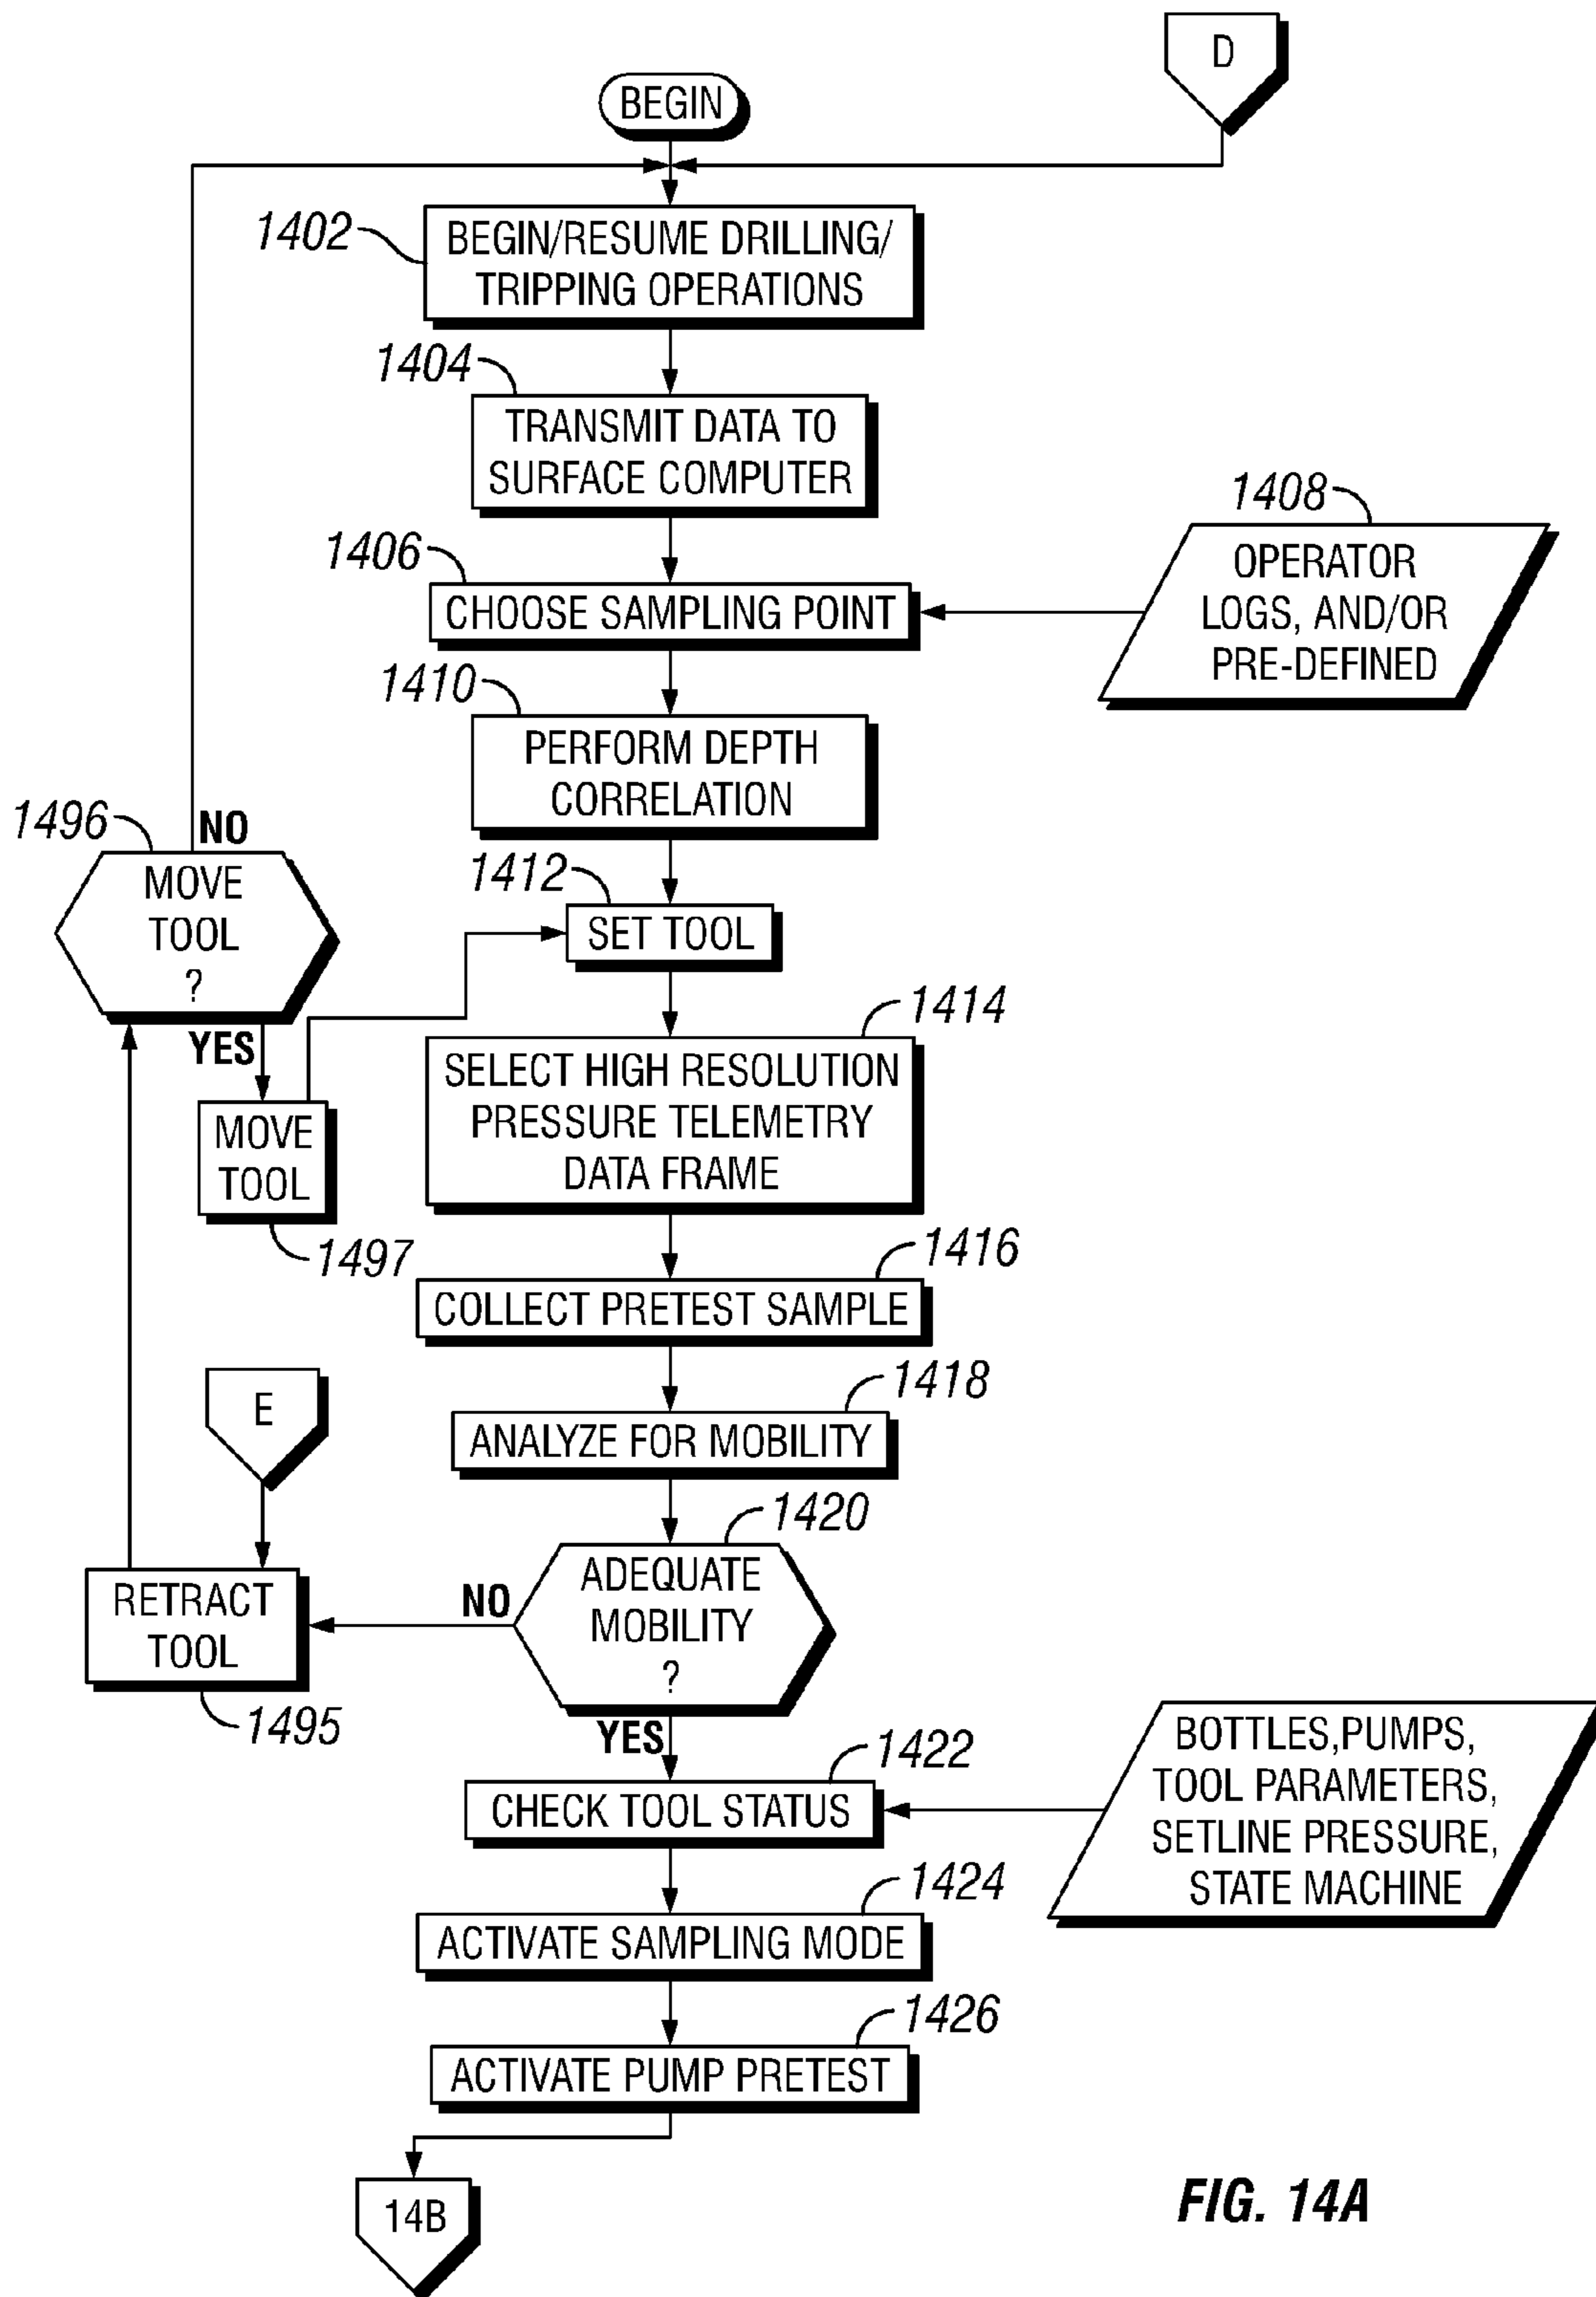 D
BEGIN
1402
BEGIN/RESUME DRILLING/
TRIPPING OPERATIONS
1404
TRANSMIT DATA TO
SURFACE COMPUTER
1406
CHOOSE SAMPLING POINT
1408
OPERATOR
LOGS, AND/OR
PRE-DEFINED
1410
PERFORM DEPTH
CORRELATION
1496
NO
MOVE
TOOL
?
YES
1412
SET TOOL
MOVE
TOOL
1497
1414
SELECT HIGH RESOLUTION
PRESSURE TELEMETRY
DATA FRAME
1416
COLLECT PRETEST SAMPLE
1418
ANALYZE FOR MOBILITY
E
1420
ADEQUATE
MOBILITY
?
NO
RETRACT
TOOL
1495
YES
1422
CHECK TOOL STATUS
BOTTLES,PUMPS,
TOOL PARAMETERS,
SETLINE PRESSURE,
STATE MACHINE
1424
ACTIVATE SAMPLING MODE
1426
ACTIVATE PUMP PRETEST
14B
FIG. 14A